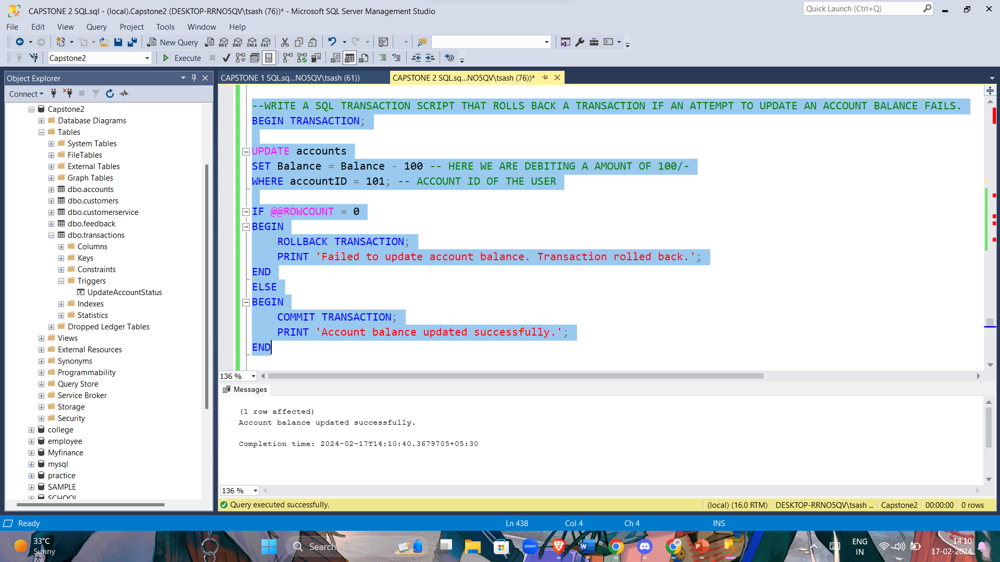 CAPSTONE 2 SQL.sql - (local).Capstone2 (DESKTOP-RRNO5QV\tsash (76))* - Microsoft SQL Server Management Studio
Quick Launch (Ctrl+Q)
File Edit View Query Project Tools Window Help
New Query MDX DMX XMLA DAX
Capstone2 Execute
Object Explorer
Connect
Capstone2
Database Diagrams
Tables
System Tables
FileTables
External Tables
Graph Tables
dbo.accounts
dbo.customers
dbo.customerservice
dbo.feedback
dbo.transactions
Columns
Keys
Constraints
Triggers
UpdateAccountStatus
Indexes
Statistics
Dropped Ledger Tables
Views
External Resources
Synonyms
Programmability
Query Store
Service Broker
Storage
Security
college
employee
Myfinance
mysql
practice
SAMPLE
SCHOOL
CAPSTONE 1 SQL.sq...NO5QV\tsash (61))
CAPSTONE 2 SQL.sq...NO5QV\tsash (76))*
--WRITE A SQL TRANSACTION SCRIPT THAT ROLLS BACK A TRANSACTION IF AN ATTEMPT TO UPDATE AN ACCOUNT BALANCE FAILS.
BEGIN TRANSACTION;
UPDATE accounts
SET Balance = Balance - 100 -- HERE WE ARE DEBITING A AMOUNT OF 100/-
WHERE accountID = 101; -- ACCOUNT ID OF THE USER
IF @@ROWCOUNT = 0
BEGIN
ROLLBACK TRANSACTION;
PRINT 'Failed to update account balance. Transaction rolled back.';
END
ELSE
BEGIN
COMMIT TRANSACTION;
PRINT 'Account balance updated successfully.';
END
136 %
Messages
(1 row affected)
Account balance updated successfully.
Completion time: 2024-02-17T14:10:40.3679705+05:30
136 %
Query executed successfully.
(local) (16.0 RTM) DESKTOP-RRNO5QV\tsash ... Capstone2 00:00:00 0 rows
Ready Ln 438 Col 4 Ch 4 INS
33°C
Sunny
Search
zoom
W
P
ENG
IN
14:10
17-02-2024